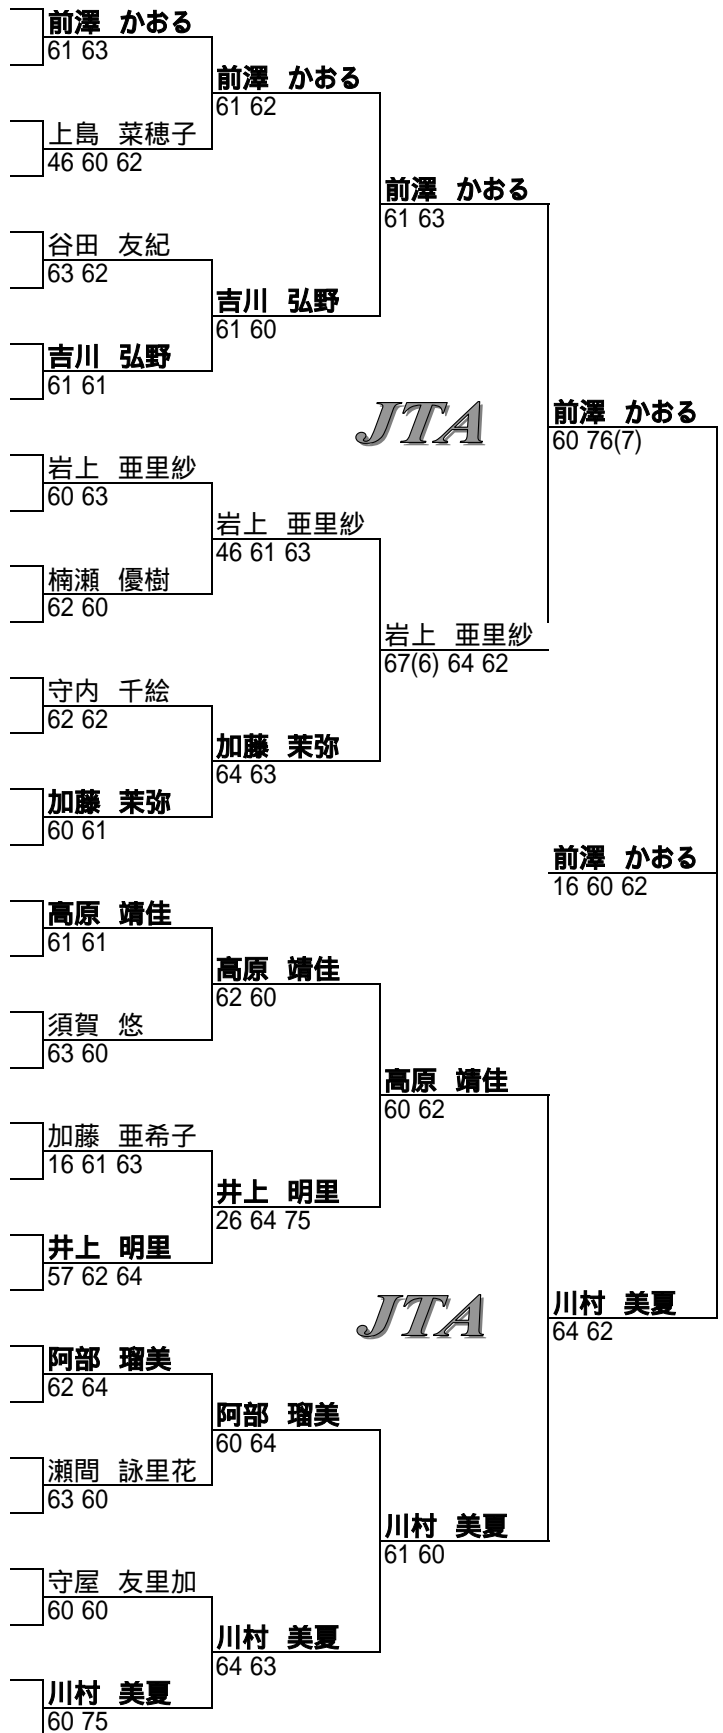 前澤 かおる
61 63
前澤 かおる
61 62
上島 菜穂子
46 60 62
前澤 かおる
61 63
谷田 友紀
63 62
吉川 弘野
61 60
吉川 弘野
61 61
JTA
前澤 かおる
60 76(7)
岩上 亜里紗
60 63
岩上 亜里紗
46 61 63
楠瀬 優樹
62 60
岩上 亜里紗
67(6) 64 62
守内 千絵
62 62
加藤 茉弥
64 63
加藤 茉弥
60 61
前澤 かおる
16 60 62
高原 靖佳
61 61
高原 靖佳
62 60
須賀 悠
63 60
高原 靖佳
60 62
加藤 亜希子
16 61 63
井上 明里
26 64 75
井上 明里
57 62 64
JTA
川村 美夏
64 62
阿部 瑠美
62 64
阿部 瑠美
60 64
瀬間 詠里花
63 60
川村 美夏
61 60
守屋 友里加
60 60
川村 美夏
64 63
川村 美夏
60 75